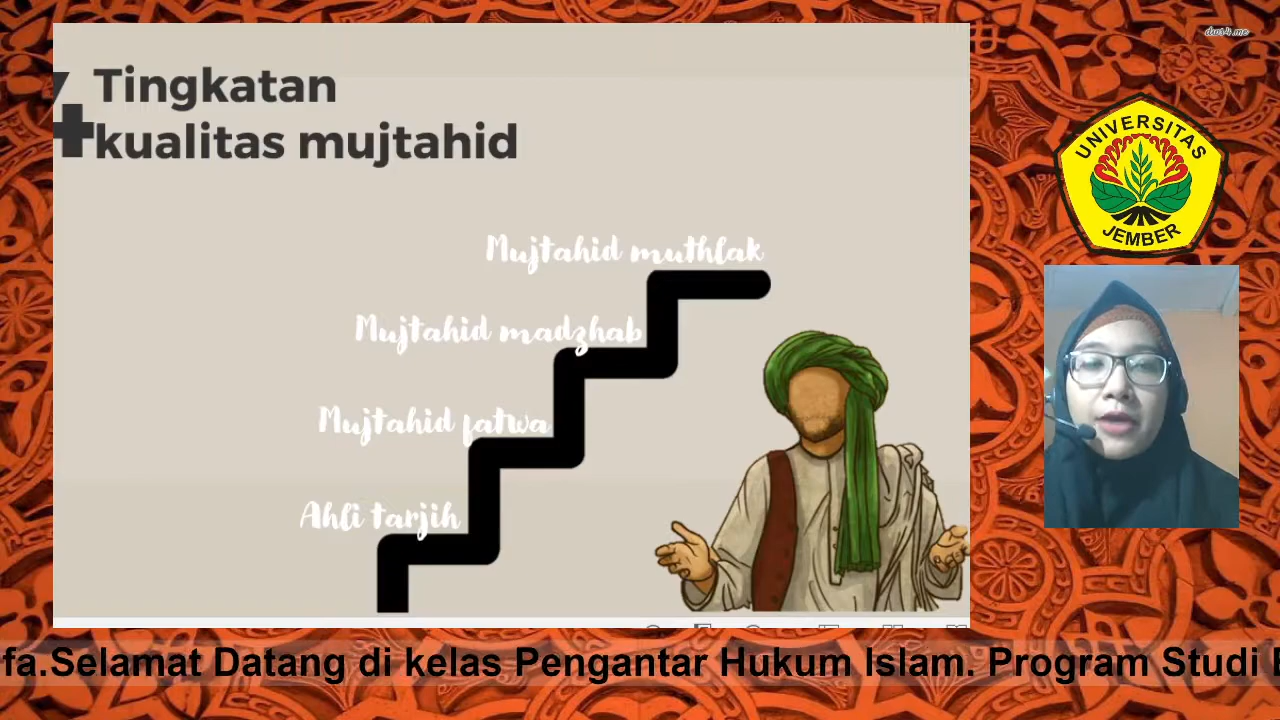 4 Tingkatan
kualitas mujtahid
Mujtahid muthlak
Mujtahid madzhab
Mujtahid fatwa
Ahli tarjih
UNIVERSITAS
JEMBER
fa.Selamat Datang di kelas Pengantar Hukum Islam. Program Studi